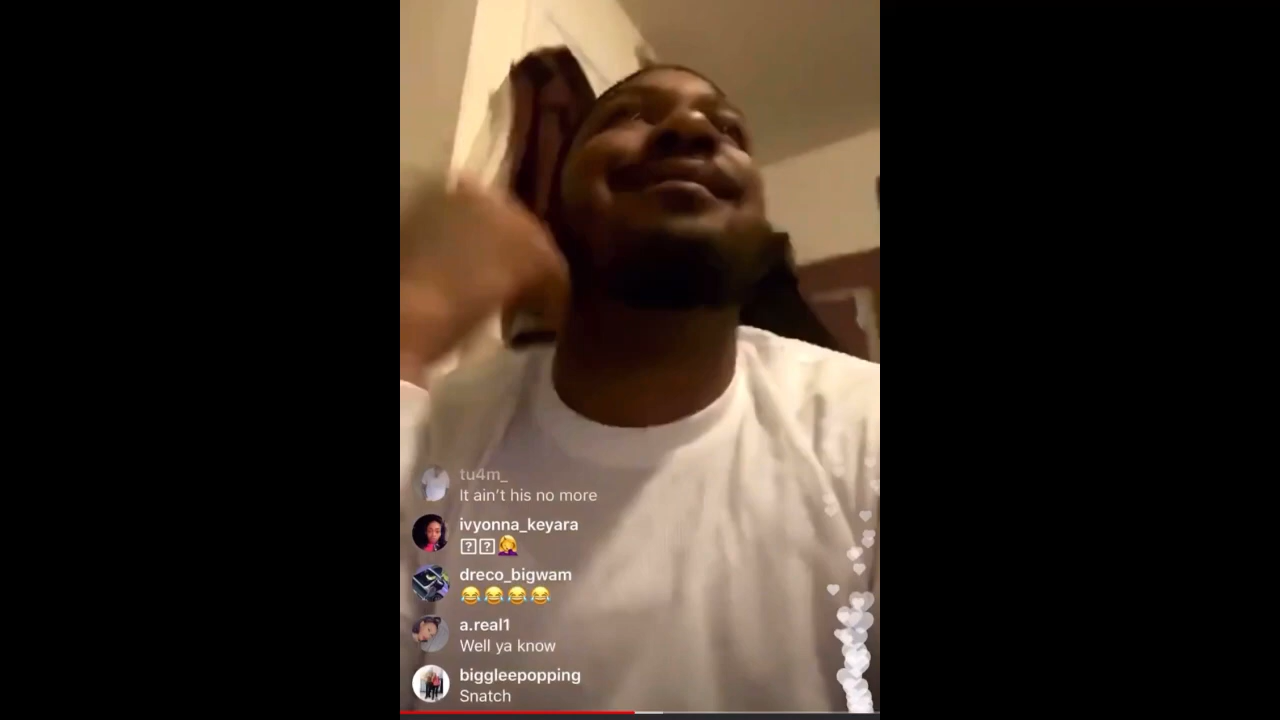 tu4m_
It ain't his no more
ivyonna_keyara
🤦‍♀️
dreco_bigwam
😂😂😂😂
a.real1
Well ya know
biggleepopping
Snatch